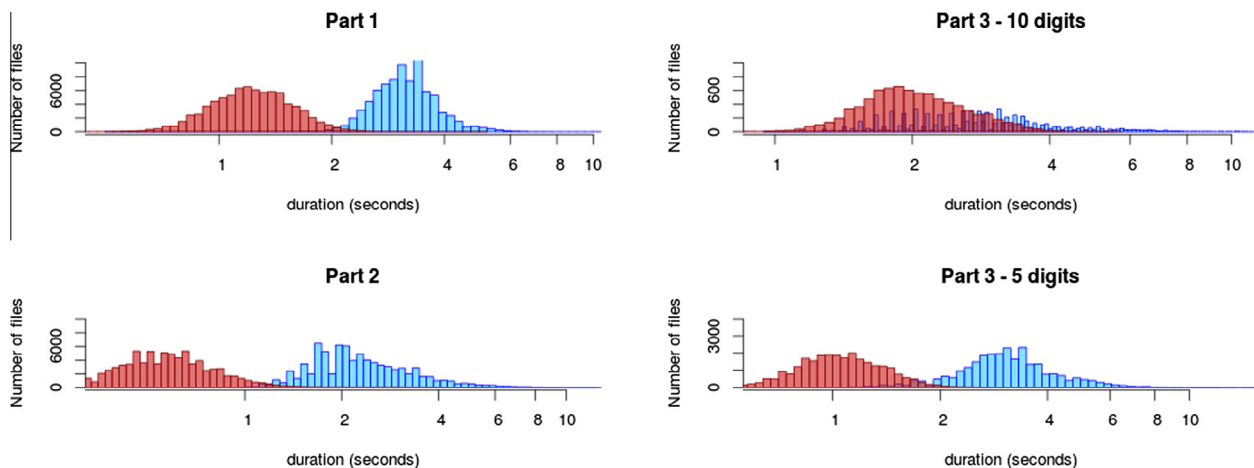 Part 1
Number of files
6000
0
1 2 4 6 8 10
duration (seconds)
Part 3 - 10 digits
Number of files
600
0
1 2 4 6 8 10
duration (seconds)
Part 2
Number of files
6000
0
1 2 4 6 8 10
duration (seconds)
Part 3 - 5 digits
Number of files
3000
0
1 2 4 6 8 10
duration (seconds)